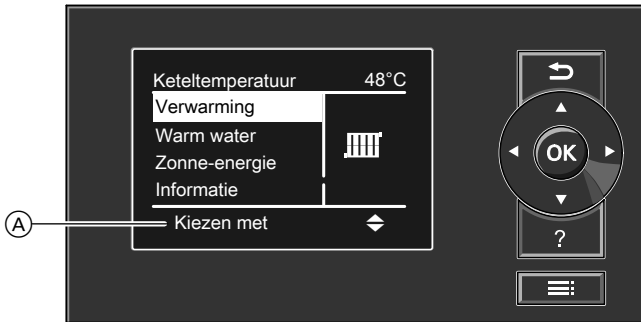 Keteltemperatuur 48°C
Verwarming
Warm water
Zonne-energie
Informatie
Kiezen met
A
OK
?